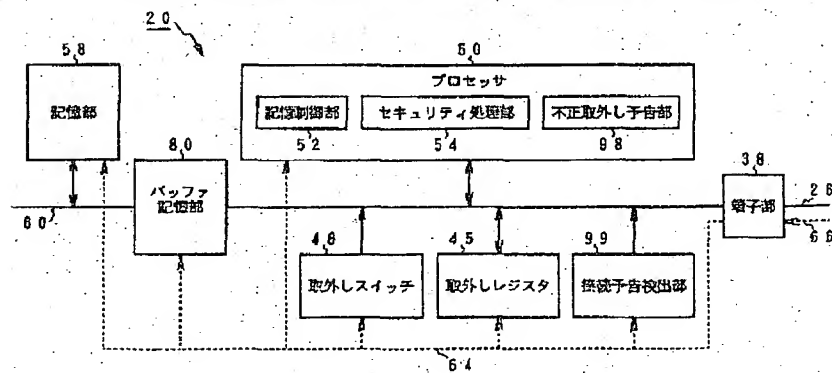 20
58
記憶部
50
プロセッサ
記憶制御部
52
セキュリティ処理部
54
不正取外し予告部
98
80
バッファ
記憶部
38
端子部
26
66
60
46
取外しスイッチ
45
取外しレジスタ
99
接続予告検出部
64